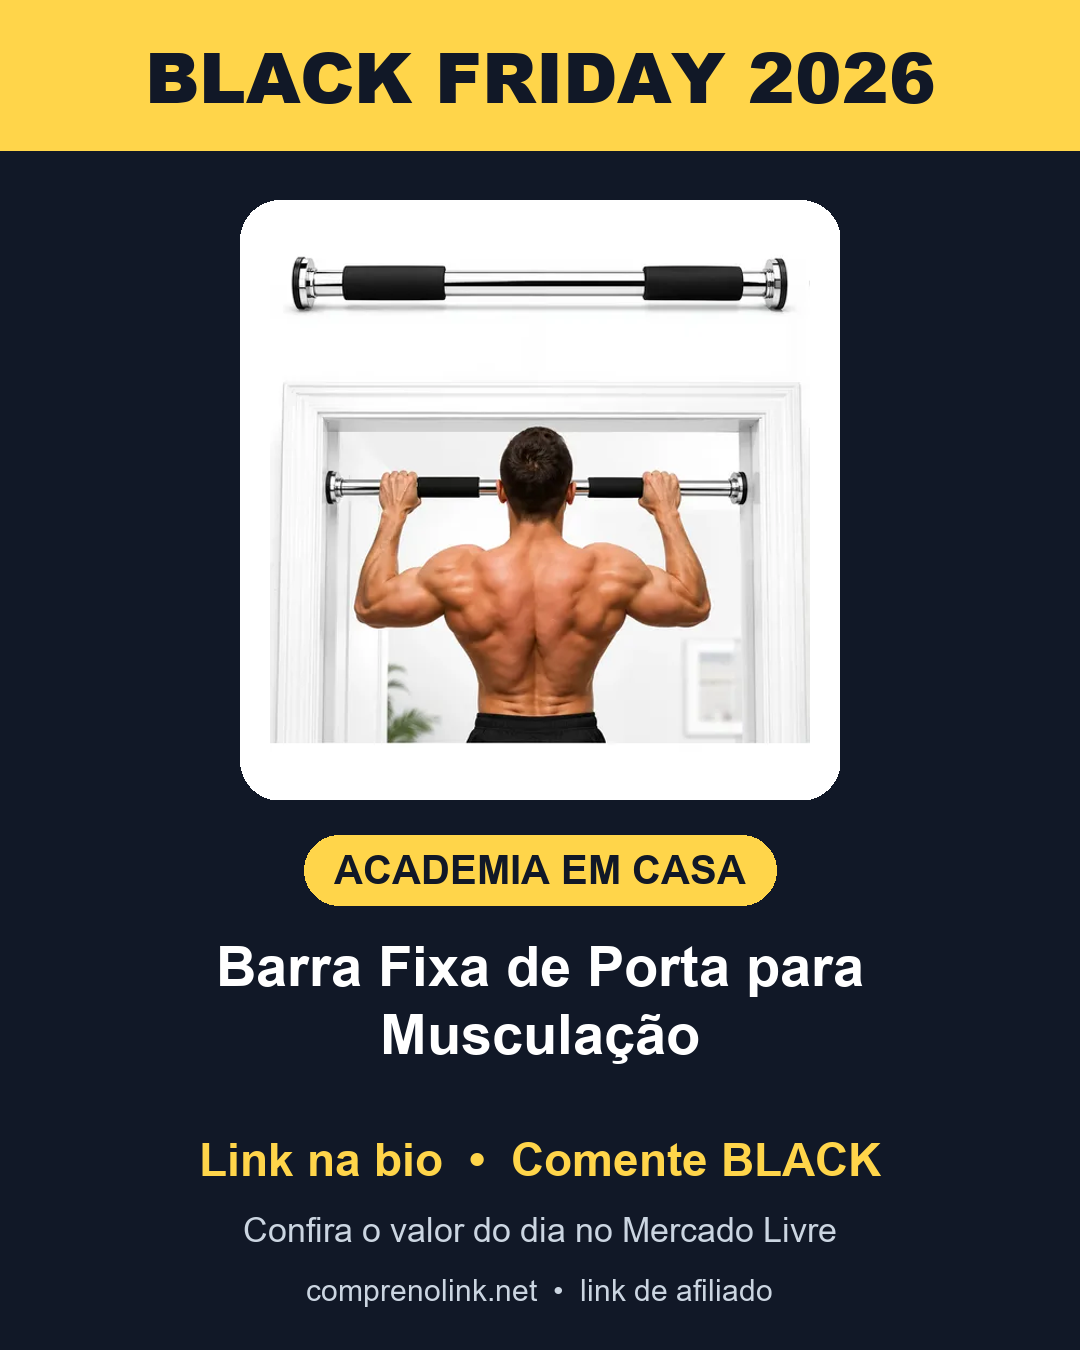 BLACK FRIDAY 2026
ACADEMIA EM CASA
Barra Fixa de Porta para
Musculação
Link na bio • Comente BLACK
Confira o valor do dia no Mercado Livre
comprenolink.net • link de afiliado